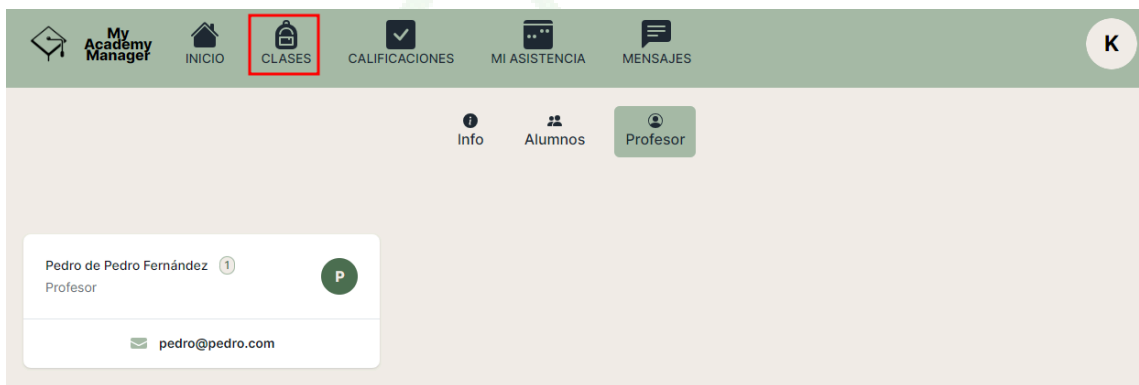 My
Academy
Manager
INICIO
CLASES
CALIFICACIONES
MI ASISTENCIA
MENSAJES
K
Info
Alumnos
Profesor
Pedro de Pedro Fernández 1
Profesor
P
pedro@pedro.com